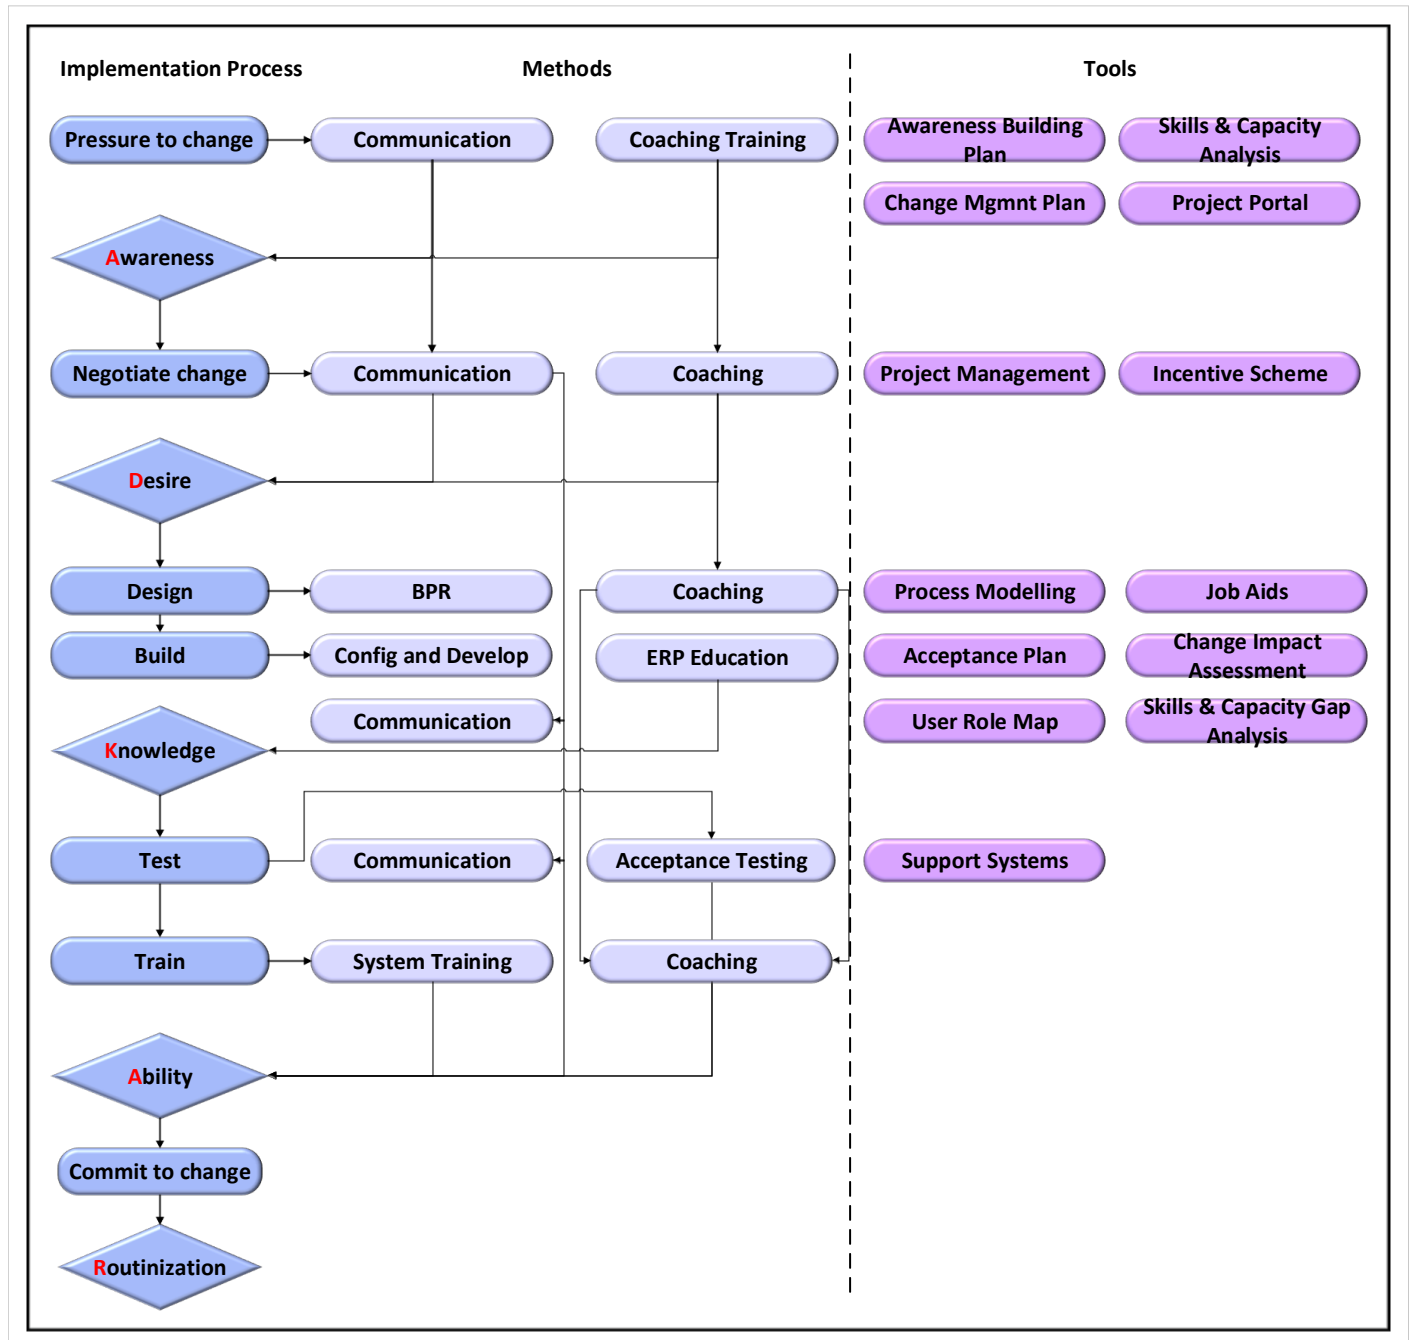 Implementation Process
Methods
Tools
Pressure to change
Communication
Coaching Training
Awareness Building
Plan
Skills & Capacity
Analysis
Change Mgmnt Plan
Project Portal
Awareness
Negotiate change
Communication
Coaching
Project Management
Incentive Scheme
Desire
Design
BPR
Coaching
Process Modelling
Job Aids
Build
Config and Develop
ERP Education
Acceptance Plan
Change Impact
Assessment
Communication
User Role Map
Skills & Capacity Gap
Analysis
Knowledge
Test
Communication
Acceptance Testing
Support Systems
Train
System Training
Coaching
Ability
Commit to change
Routinization